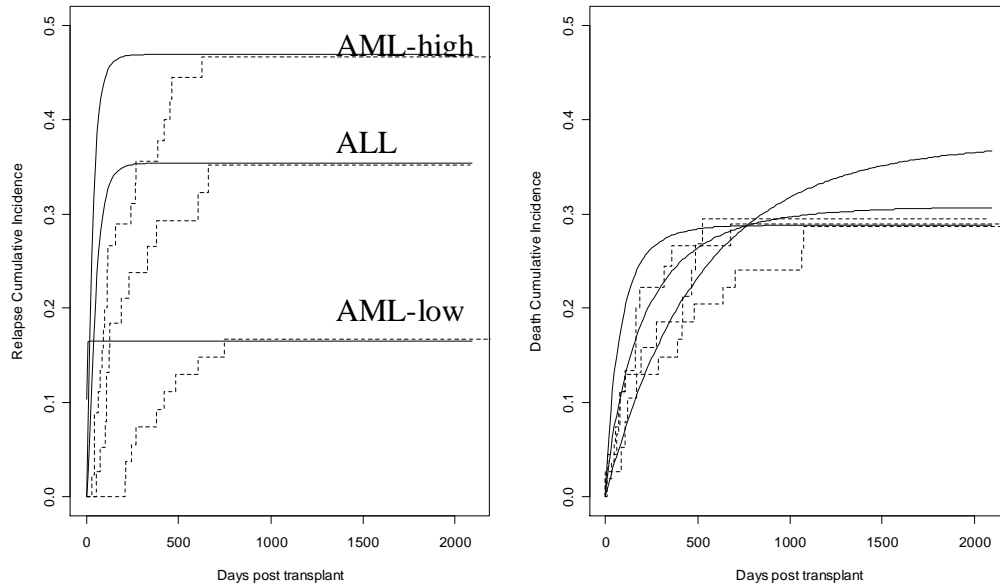 Relapse Cumulative Incidence
0.5
0.4
0.3
0.2
0.1
0.0
AML-high
ALL
AML-low
0 500 1000 1500 2000
Days post transplant
Death Cumulative Incidence
0.5
0.4
0.3
0.2
0.1
0.0
0 500 1000 1500 2000
Days post transplant